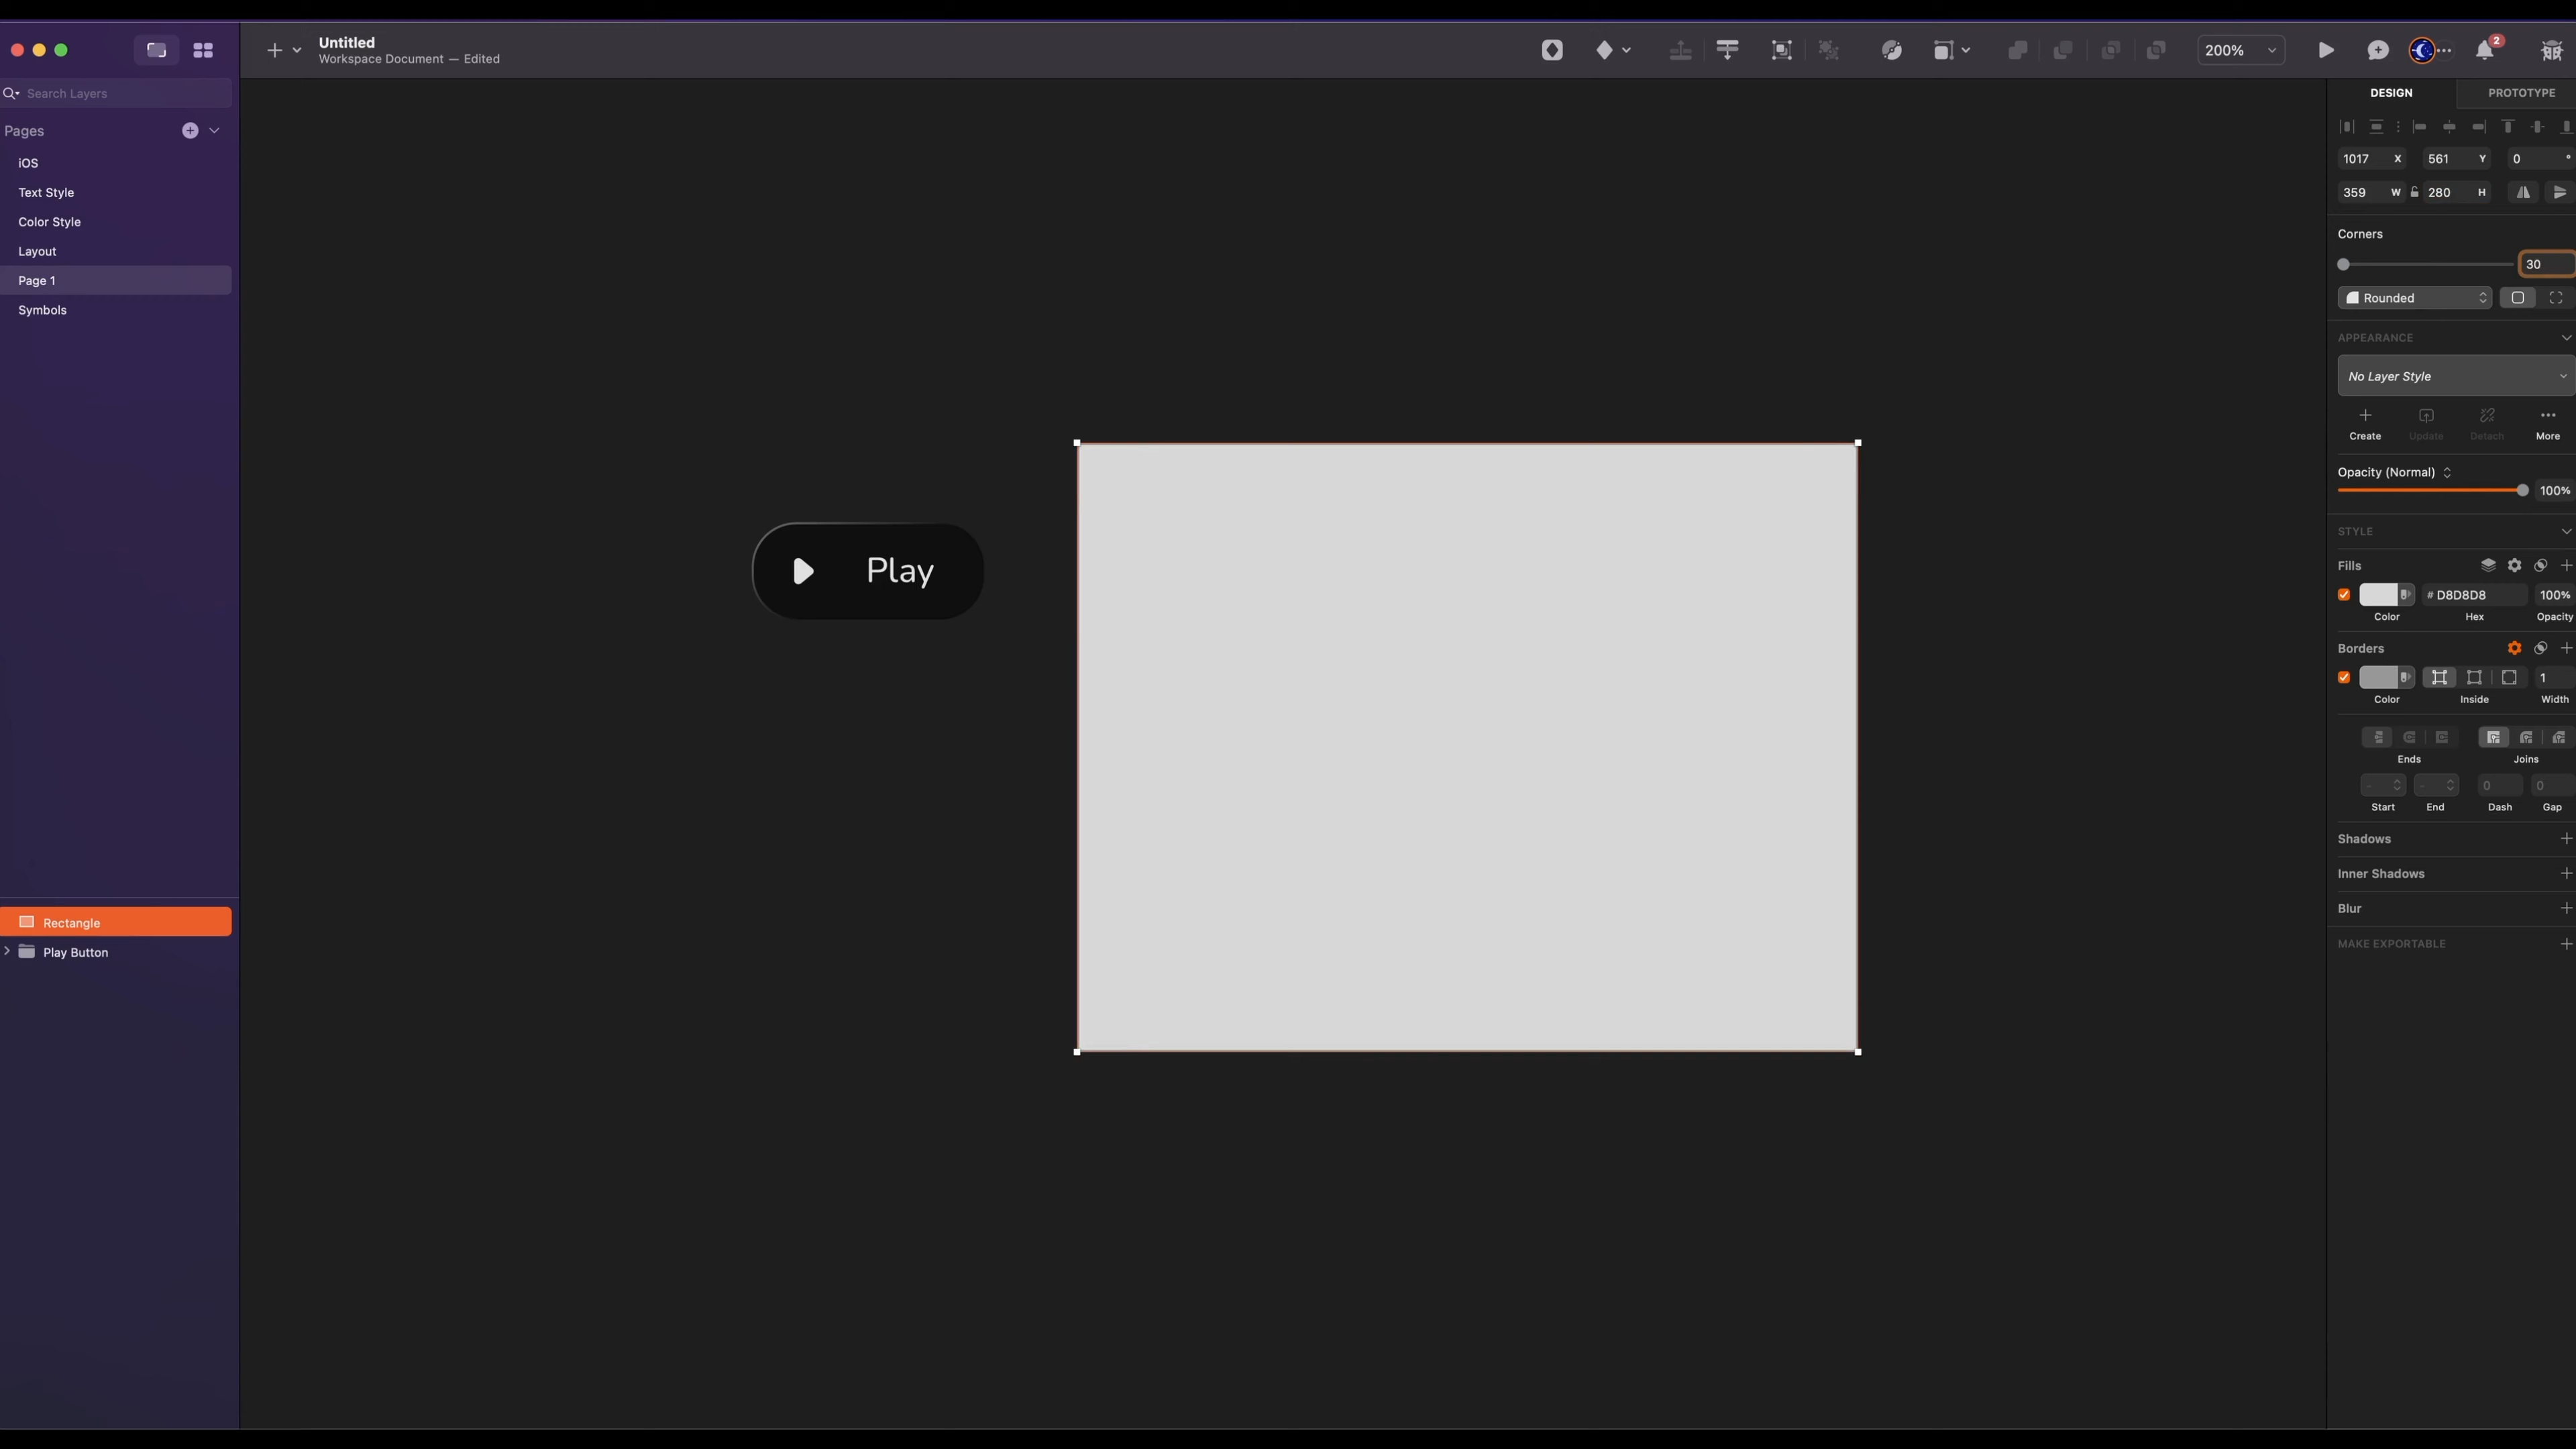 Untitled
Workspace Document — Edited
200%
2
Search Layers
Pages
iOS
Text Style
Color Style
Layout
Page 1
Symbols
Rectangle
Play Button
Play
DESIGN
PROTOTYPE
1017 X 561 Y 0 °
359 W 280 H
Corners
30
Rounded
APPEARANCE
No Layer Style
Create Update Detach More
Opacity (Normal)
100%
STYLE
Fills
# D8D8D8 100%
Color Hex Opacity
Borders
1
Color Inside Width
Ends Joins
- - 0 0
Start End Dash Gap
Shadows
Inner Shadows
Blur
MAKE EXPORTABLE